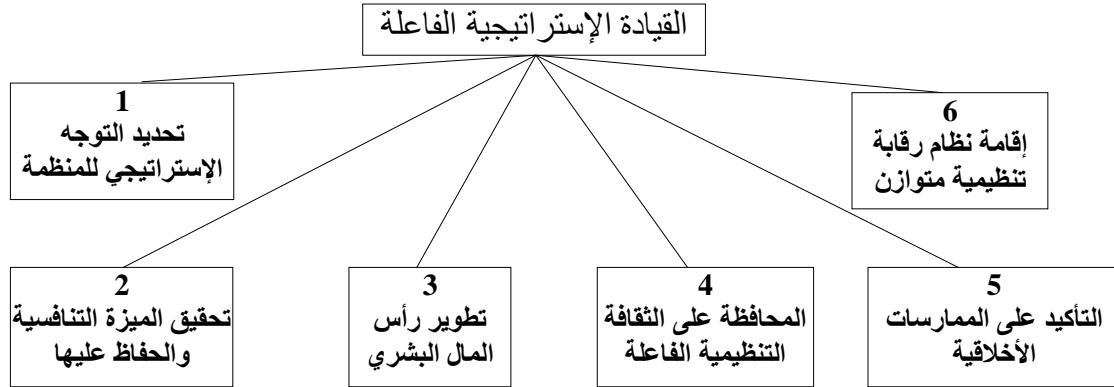 القيادة الإستراتيجية الفاعلة
1
تحديد التوجه
الإستراتيجي للمنظمة
6
إقامة نظام رقابة
تنظيمية متوازن
2
تحقيق الميزة التنافسية
والحفاظ عليها
3
تطوير رأس
المال البشري
4
المحافظة على الثقافة
التنظيمية الفاعلة
5
التأكيد على الممارسات
الأخلاقية